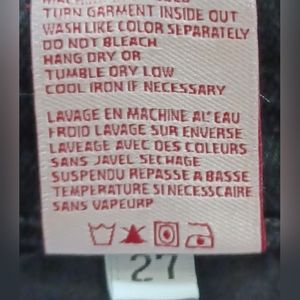 TURN GARMENT INSIDE OUT
WASH LIKE COLOR SEPARATELY
DO NOT BLEACH
HANG DRY OR
TUMBLE DRY LOW
COOL IRON IF NECESSARY
LAVAGE EN MACHINE AL'EAU
FROID LAVAGE SUR ENVERSE
LAVEAGE AVEC DES COLEURS
SANS JAVEL SECHAGE
SUSPENDU REPASSE A BASSE
TEMPERATURE SI NECESSCAIRE
SANS VAPEURP
27